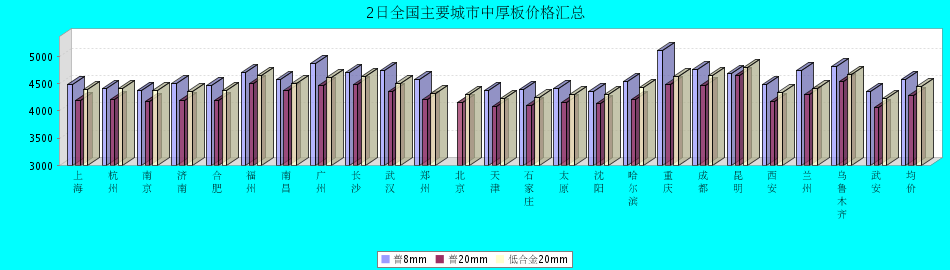 2日全国主要城市中厚板价格汇总
5000
4500
4000
3500
3000
上海
杭州
南京
济南
合肥
福州
南昌
广州
长沙
武汉
郑州
北京
天津
石家庄
太原
沈阳
哈尔滨
重庆
成都
昆明
西安
兰州
乌鲁木齐
武安
均价
普8mm 普20mm 低合金20mm